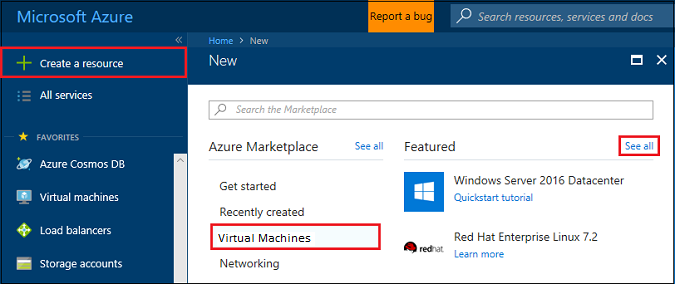 Microsoft Azure
Report a bug
Search resources, services and docs
Create a resource
All services
FAVORITES
Azure Cosmos DB
Virtual machines
Load balancers
Storage accounts
Home > New
New
Search the Marketplace
Azure Marketplace See all
Get started
Recently created
Virtual Machines
Networking
Featured See all
Windows Server 2016 Datacenter
Quickstart tutorial
redhat.
Red Hat Enterprise Linux 7.2
Learn more